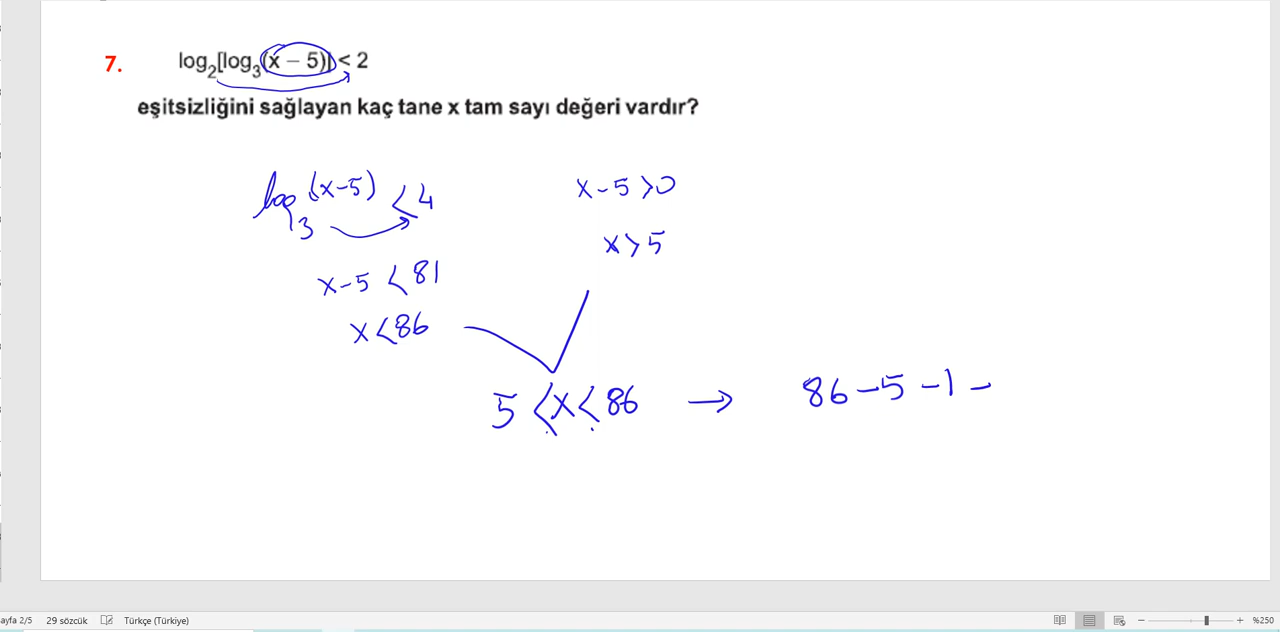 7. log₂[log₃(x – 5)] < 2
eşitsizliğini sağlayan kaç tane x tam sayı değeri vardır?
log₃(x-5) < 4
x-5 > 0
x > 5
x-5 < 81
x < 86
5 < x < 86 → 86-5-1-
ayfa 2/5 29 sözcük Türkçe (Türkiye) %250